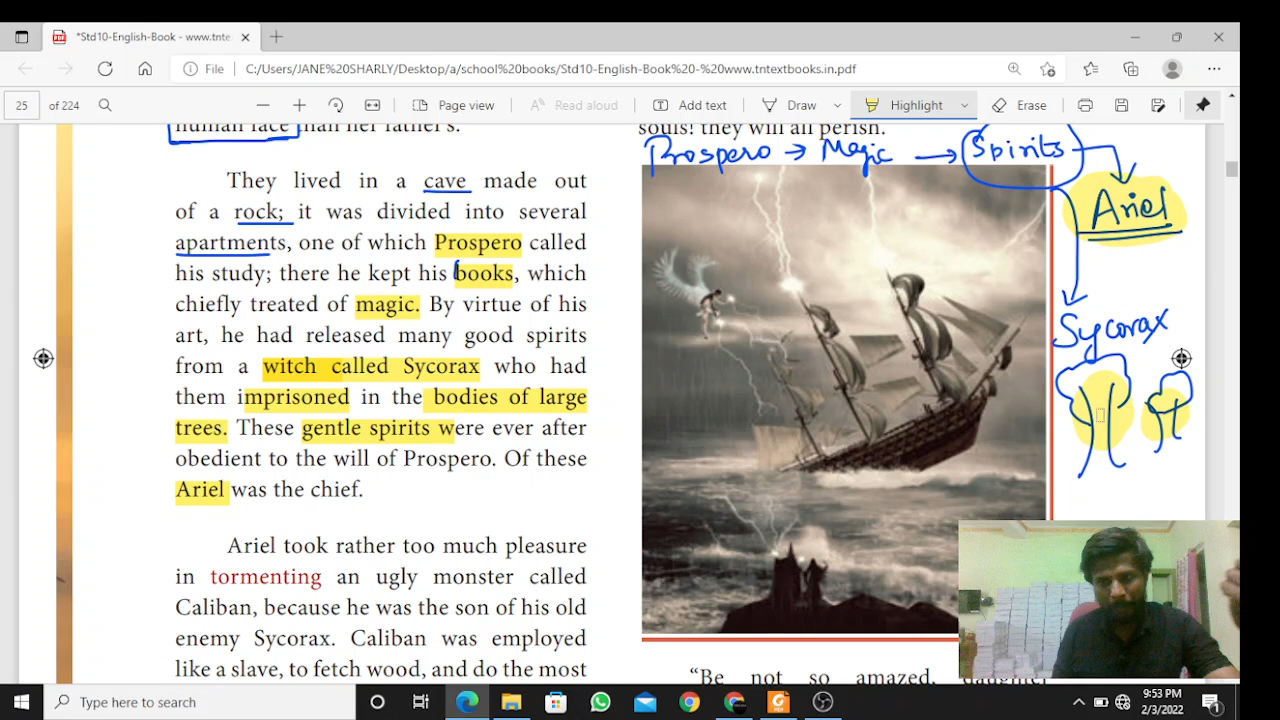 *Std10-English-Book - www.tnte
File
C:/Users/JANE%20SHARLY/Desktop/a/school%20books/Std10-English-Book%20-%20www.tntextbooks.in.pdf
25 of 224
Page view
Read aloud
Add text
Draw
Highlight
Erase
human face than her father's.
They lived in a cave made out
of a rock; it was divided into several
apartments, one of which Prospero called
his study; there he kept his books, which
chiefly treated of magic. By virtue of his
art, he had released many good spirits
from a witch called Sycorax who had
them imprisoned in the bodies of large
trees. These gentle spirits were ever after
obedient to the will of Prospero. Of these
Ariel was the chief.
Ariel took rather too much pleasure
in tormenting an ugly monster called
Caliban, because he was the son of his old
enemy Sycorax. Caliban was employed
like a slave, to fetch wood, and do the most
souls! they will all perish.
Prospero → Magic → Spirits
Ariel
Sycorax
"Be not so amazed, daughter
Type here to search
9:53 PM
2/3/2022